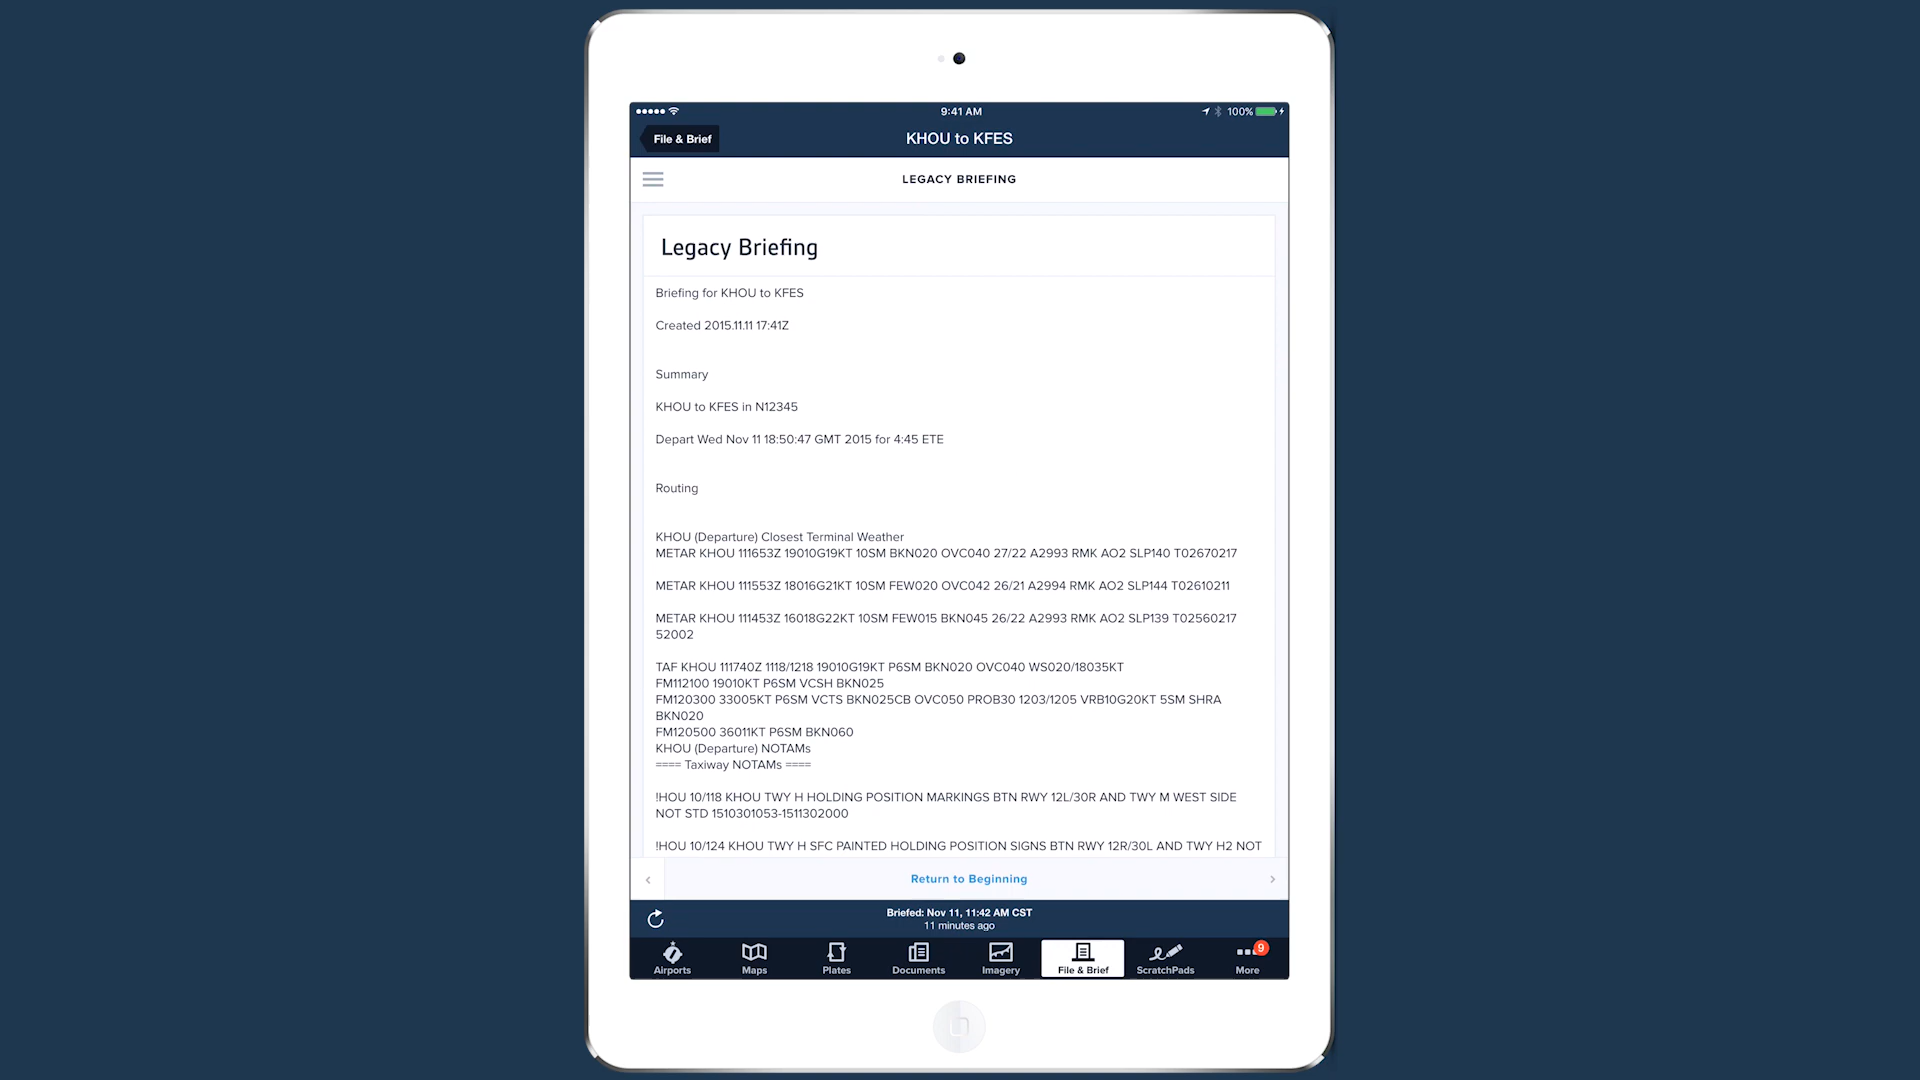 9:41 AM
100%
File & Brief
KHOU to KFES
LEGACY BRIEFING
Legacy Briefing
Briefing for KHOU to KFES
Created 2015.11.11 17:41Z
Summary
KHOU to KFES in N12345
Depart Wed Nov 11 18:50:47 GMT 2015 for 4:45 ETE
Routing
KHOU (Departure) Closest Terminal Weather
METAR KHOU 111653Z 19010G19KT 10SM BKN020 OVC040 27/22 A2993 RMK AO2 SLP140 T02670217
METAR KHOU 111553Z 18016G21KT 10SM FEW020 OVC042 26/21 A2994 RMK AO2 SLP144 T02610211
METAR KHOU 111453Z 16018G22KT 10SM FEW015 BKN045 26/22 A2993 RMK AO2 SLP139 T02560217
52002
TAF KHOU 111740Z 1118/1218 19010G19KT P6SM BKN020 OVC040 WS020/18035KT
FM112100 19010KT P6SM VCSH BKN025
FM120300 33005KT P6SM VCTS BKN025CB OVC050 PROB30 1203/1205 VRB10G20KT 5SM SHRA
BKN020
FM120500 36011KT P6SM BKN060
KHOU (Departure) NOTAMs
==== Taxiway NOTAMs ====
!HOU 10/118 KHOU TWY H HOLDING POSITION MARKINGS BTN RWY 12L/30R AND TWY M WEST SIDE
NOT STD 1510301053-1511302000
!HOU 10/124 KHOU TWY H SFC PAINTED HOLDING POSITION SIGNS BTN RWY 12R/30L AND TWY H2 NOT
Return to Beginning
Briefed: Nov 11, 11:42 AM CST
11 minutes ago
Airports
Maps
Plates
Documents
Imagery
File & Brief
ScratchPads
9
More